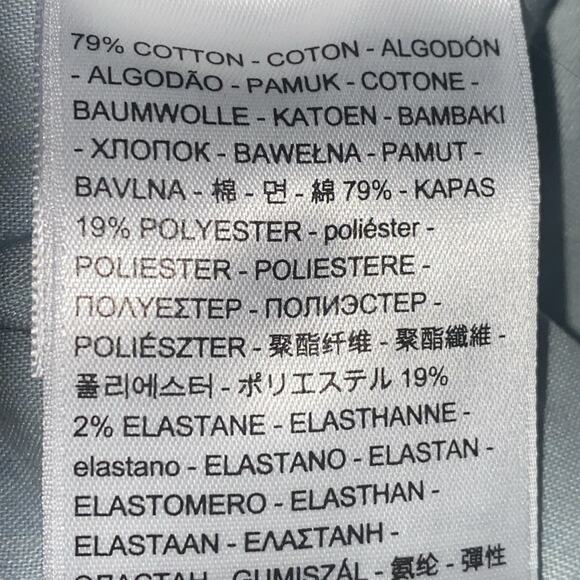 79% COTTON - COTON - ALGODÓN
- ALGODÃO - PAMUK - COTONE -
BAUMWOLLE - KATOEN - BAMBAKI
- ХЛОПОК - BAWEŁNA - PAMUT -
BAVLNA - 棉 - 면 - 綿 79% - KAPAS
19% POLYESTER - poliéster -
POLIESTER - POLIESTERE -
ΠΟΛΥΕΣΤΕΡ - ПОЛИЭСТЕР -
POLIÉSZTER - 聚酯纤维 - 聚酯纖維 -
폴리에스터 - ポリエステル 19%
2% ELASTANE - ELASTHANNE -
elastano - ELASTANO - ELASTAN -
ELASTOMERO - ELASTHAN -
ELASTAAN - ΕΛΑΣΤΑΝΗ -
ЭЛАСТАН - GUMISZÁL - 氨纶 - 彈性